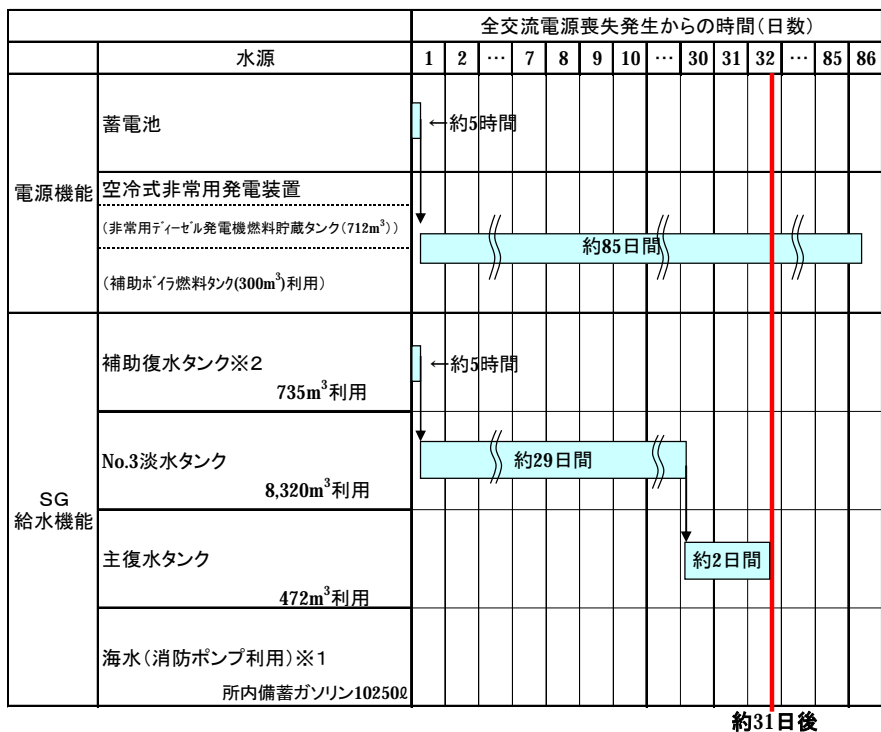 全交流電源喪失発生からの時間(日数)
水源 1 2 … 7 8 9 10 … 30 31 32 … 85 86
電源機能
蓄電池
←約5時間
空冷式非常用発電装置
(非常用ディーゼル発電機燃料貯蔵タンク(712m³))
約85日間
(補助ボイラ燃料タンク(300m³)利用)
SG
給水機能
補助復水タンク※2
735m³利用
←約5時間
No.3淡水タンク
8,320m³利用
約29日間
主復水タンク
472m³利用
約2日間
海水(消防ポンプ利用)※1
所内備蓄ガソリン10250ℓ
約31日後